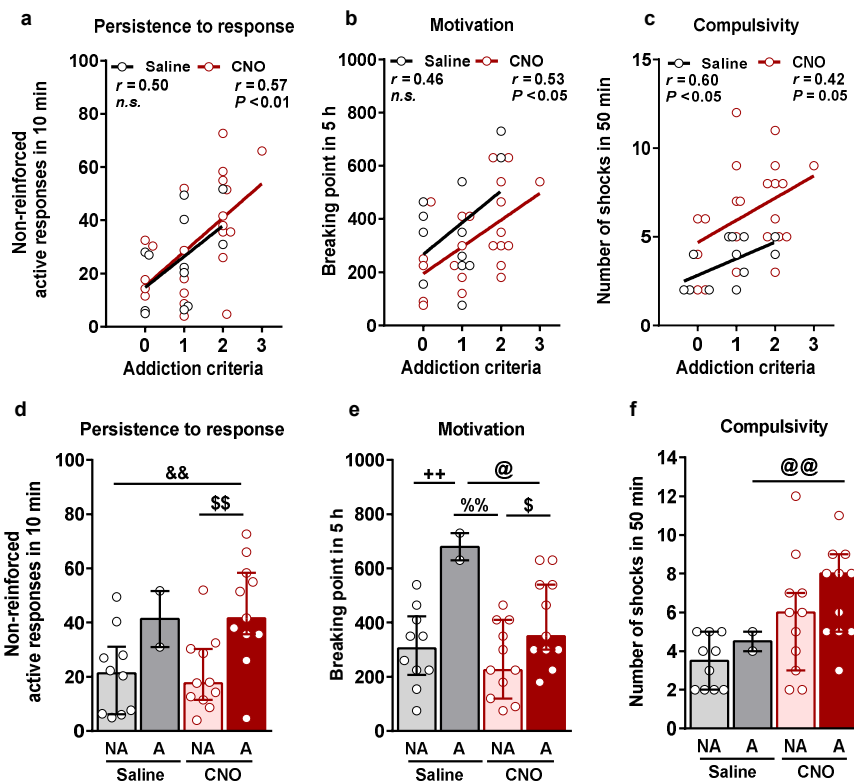 a
Persistence to response
Non-reinforced
active responses in 10 min
100
80
60
40
20
0
Saline
CNO
r = 0.50
n.s.
r = 0.57
P <0.01
0 1 2 3
Addiction criteria
b
Motivation
Breaking point in 5 h
1000
800
600
400
200
0
Saline
CNO
r = 0.46
n.s.
r = 0.53
P <0.05
0 1 2 3
Addiction criteria
c
Compulsivity
Number of shocks in 50 min
15
10
5
0
Saline
CNO
r = 0.60
P <0.05
r = 0.42
P = 0.05
0 1 2 3
Addiction criteria
d
Persistence to response
Non-reinforced
active responses in 10 min
100
80
60
40
20
0
&&
$$
NA A NA A
Saline CNO
e
Motivation
Breaking point in 5 h
1000
800
600
400
200
0
++ @
%% $
NA A NA A
Saline CNO
f
Compulsivity
Number of shocks in 50 min
14
12
10
8
6
4
2
0
@@
NA A NA A
Saline CNO